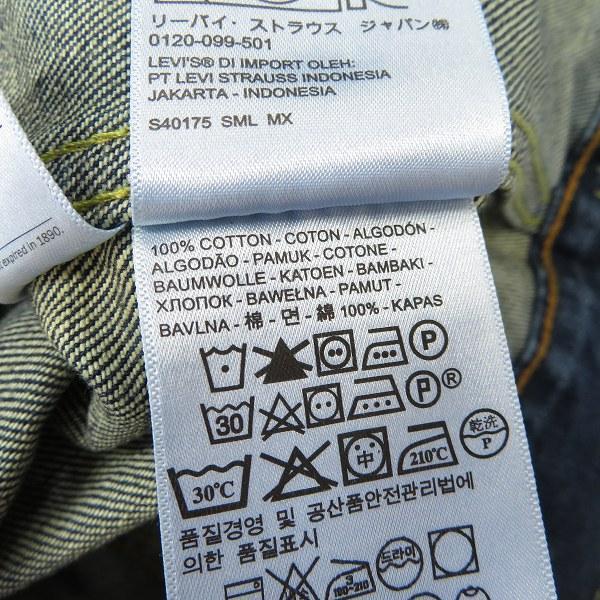 リーバイ・ストラウス ジャパン㈱
0120-099-501
LEVI'S® DI IMPORT OLEH:
PT LEVI STRAUSS INDONESIA
JAKARTA - INDONESIA
S40175 SML MX
expired in 1890.
100% COTTON - COTON - ALGODÓN -
ALGODÃO - PAMUK - COTONE -
BAUMWOLLE - KATOEN - BAMBAKI -
ХЛОПОК - BAWEŁNA - PAMUT -
BAVLNA - 棉 - 면 - 綿 100% - KAPAS
P
30 P ®
30°C 中 210°C 乾洗 P
품질경영 및 공산품안전관리법에
의한 품질표시
3 180~210 드라이